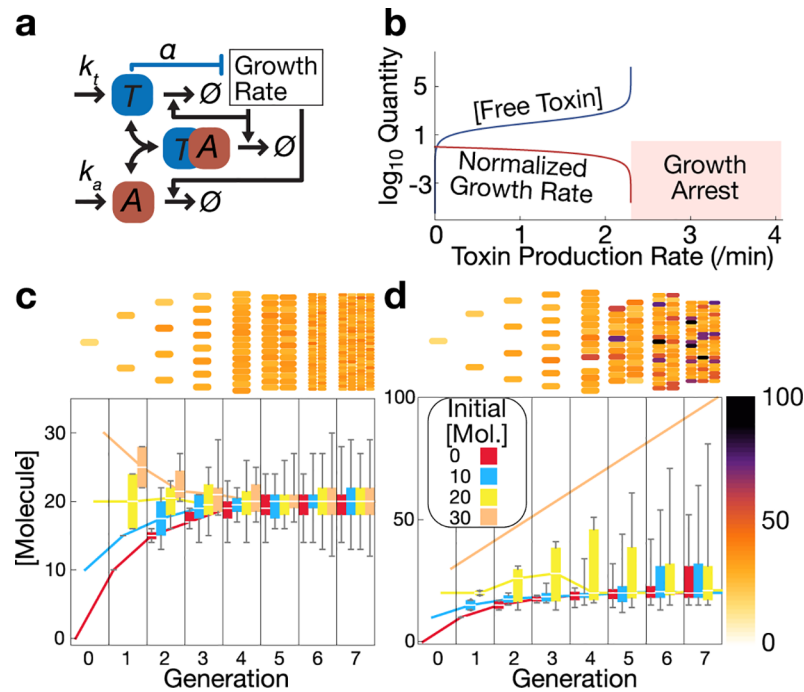 a
α
k_t
T
Ø
Growth
Rate
T A
Ø
k_a
A
Ø
b
log10 Quantity
5
1
-3
[Free Toxin]
Normalized
Growth Rate
Growth
Arrest
0 1 2 3 4
Toxin Production Rate (/min)
c
[Molecule]
30
20
10
0
0 1 2 3 4 5 6 7
Generation
d
100
50
0
Initial
[Mol.]
0
10
20
30
0 1 2 3 4 5 6 7
Generation
100
50
0